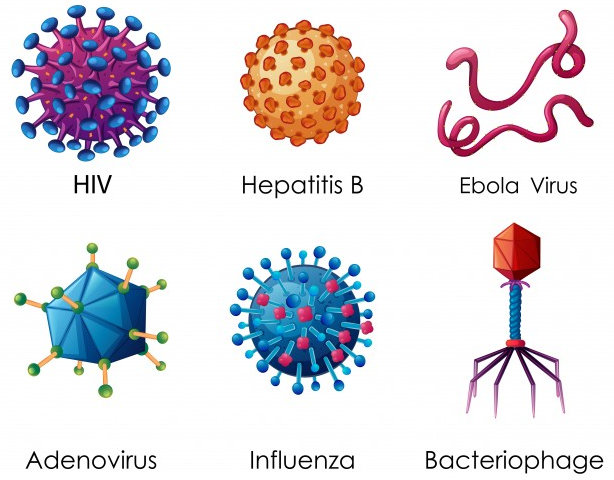 HIV
Hepatitis B
Ebola Virus
Adenovirus
Influenza
Bacteriophage